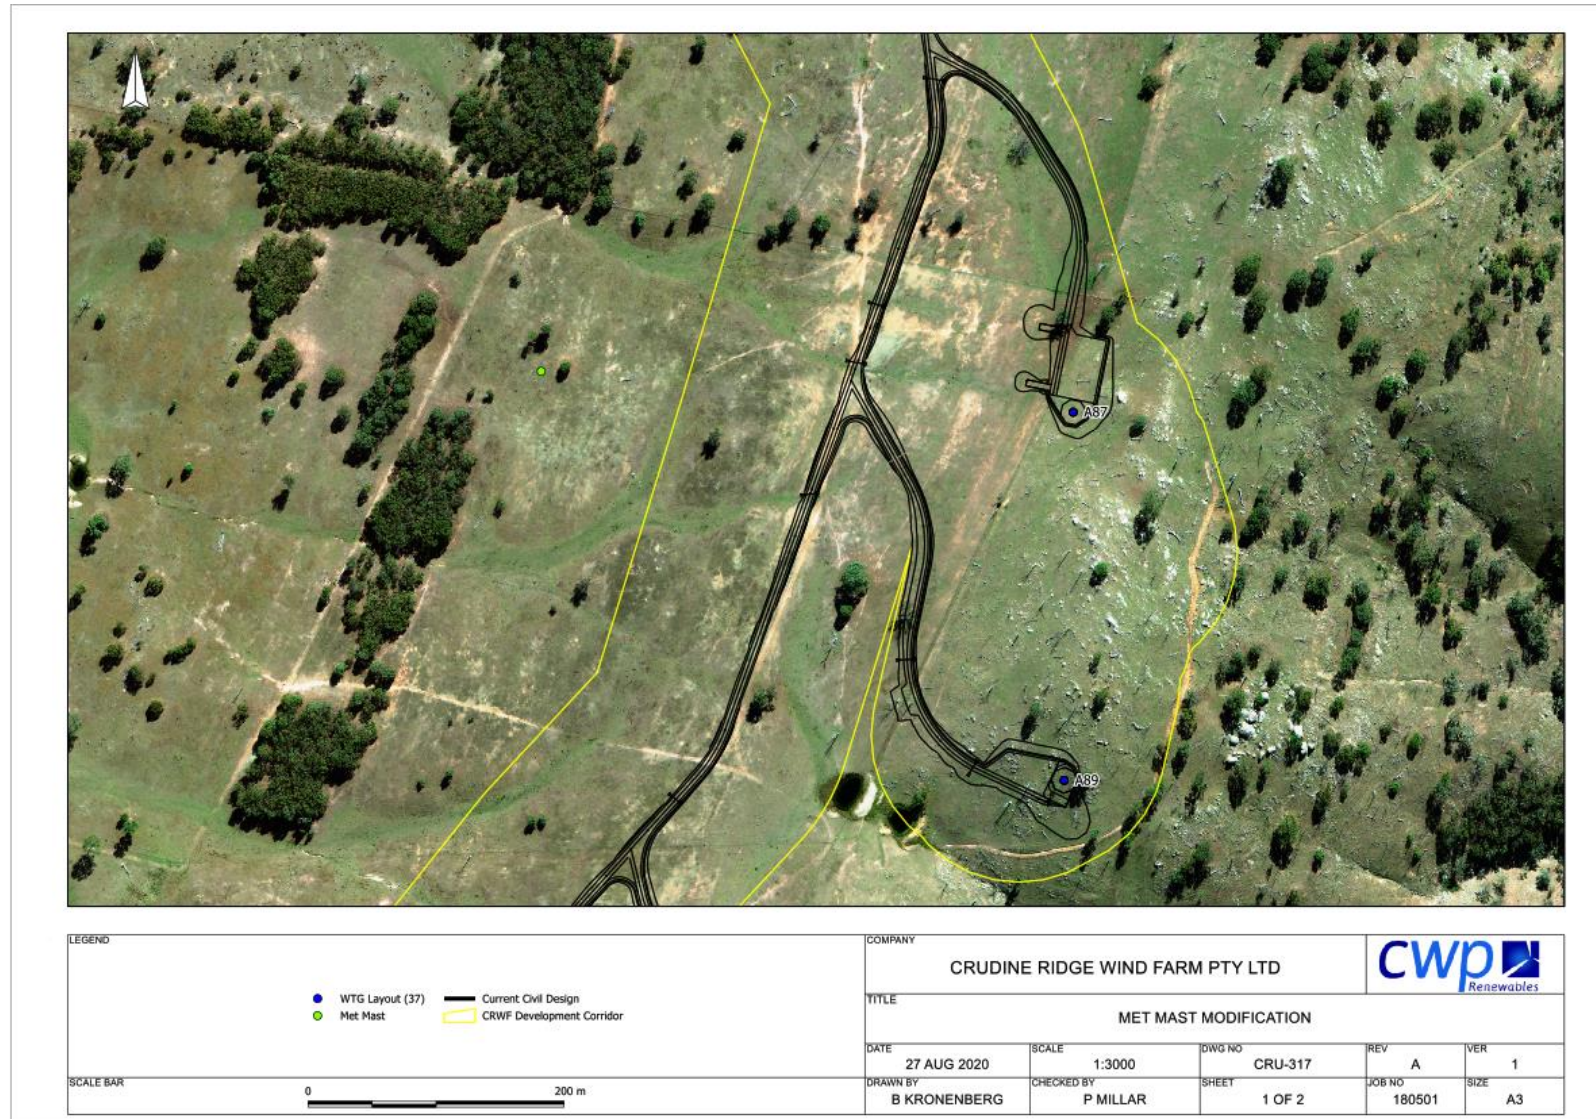 A87
A89
LEGEND
WTG Layout (37)
Current Civil Design
Met Mast
CRWF Development Corridor
SCALE BAR
0
200 m
COMPANY
CRUDINE RIDGE WIND FARM PTY LTD
cwp
Renewables
TITLE
MET MAST MODIFICATION
DATE
27 AUG 2020
SCALE
1:3000
DWG NO
CRU-317
REV
A
VER
1
DRAWN BY
B KRONENBERG
CHECKED BY
P MILLAR
SHEET
1 OF 2
JOB NO
180501
SIZE
A3